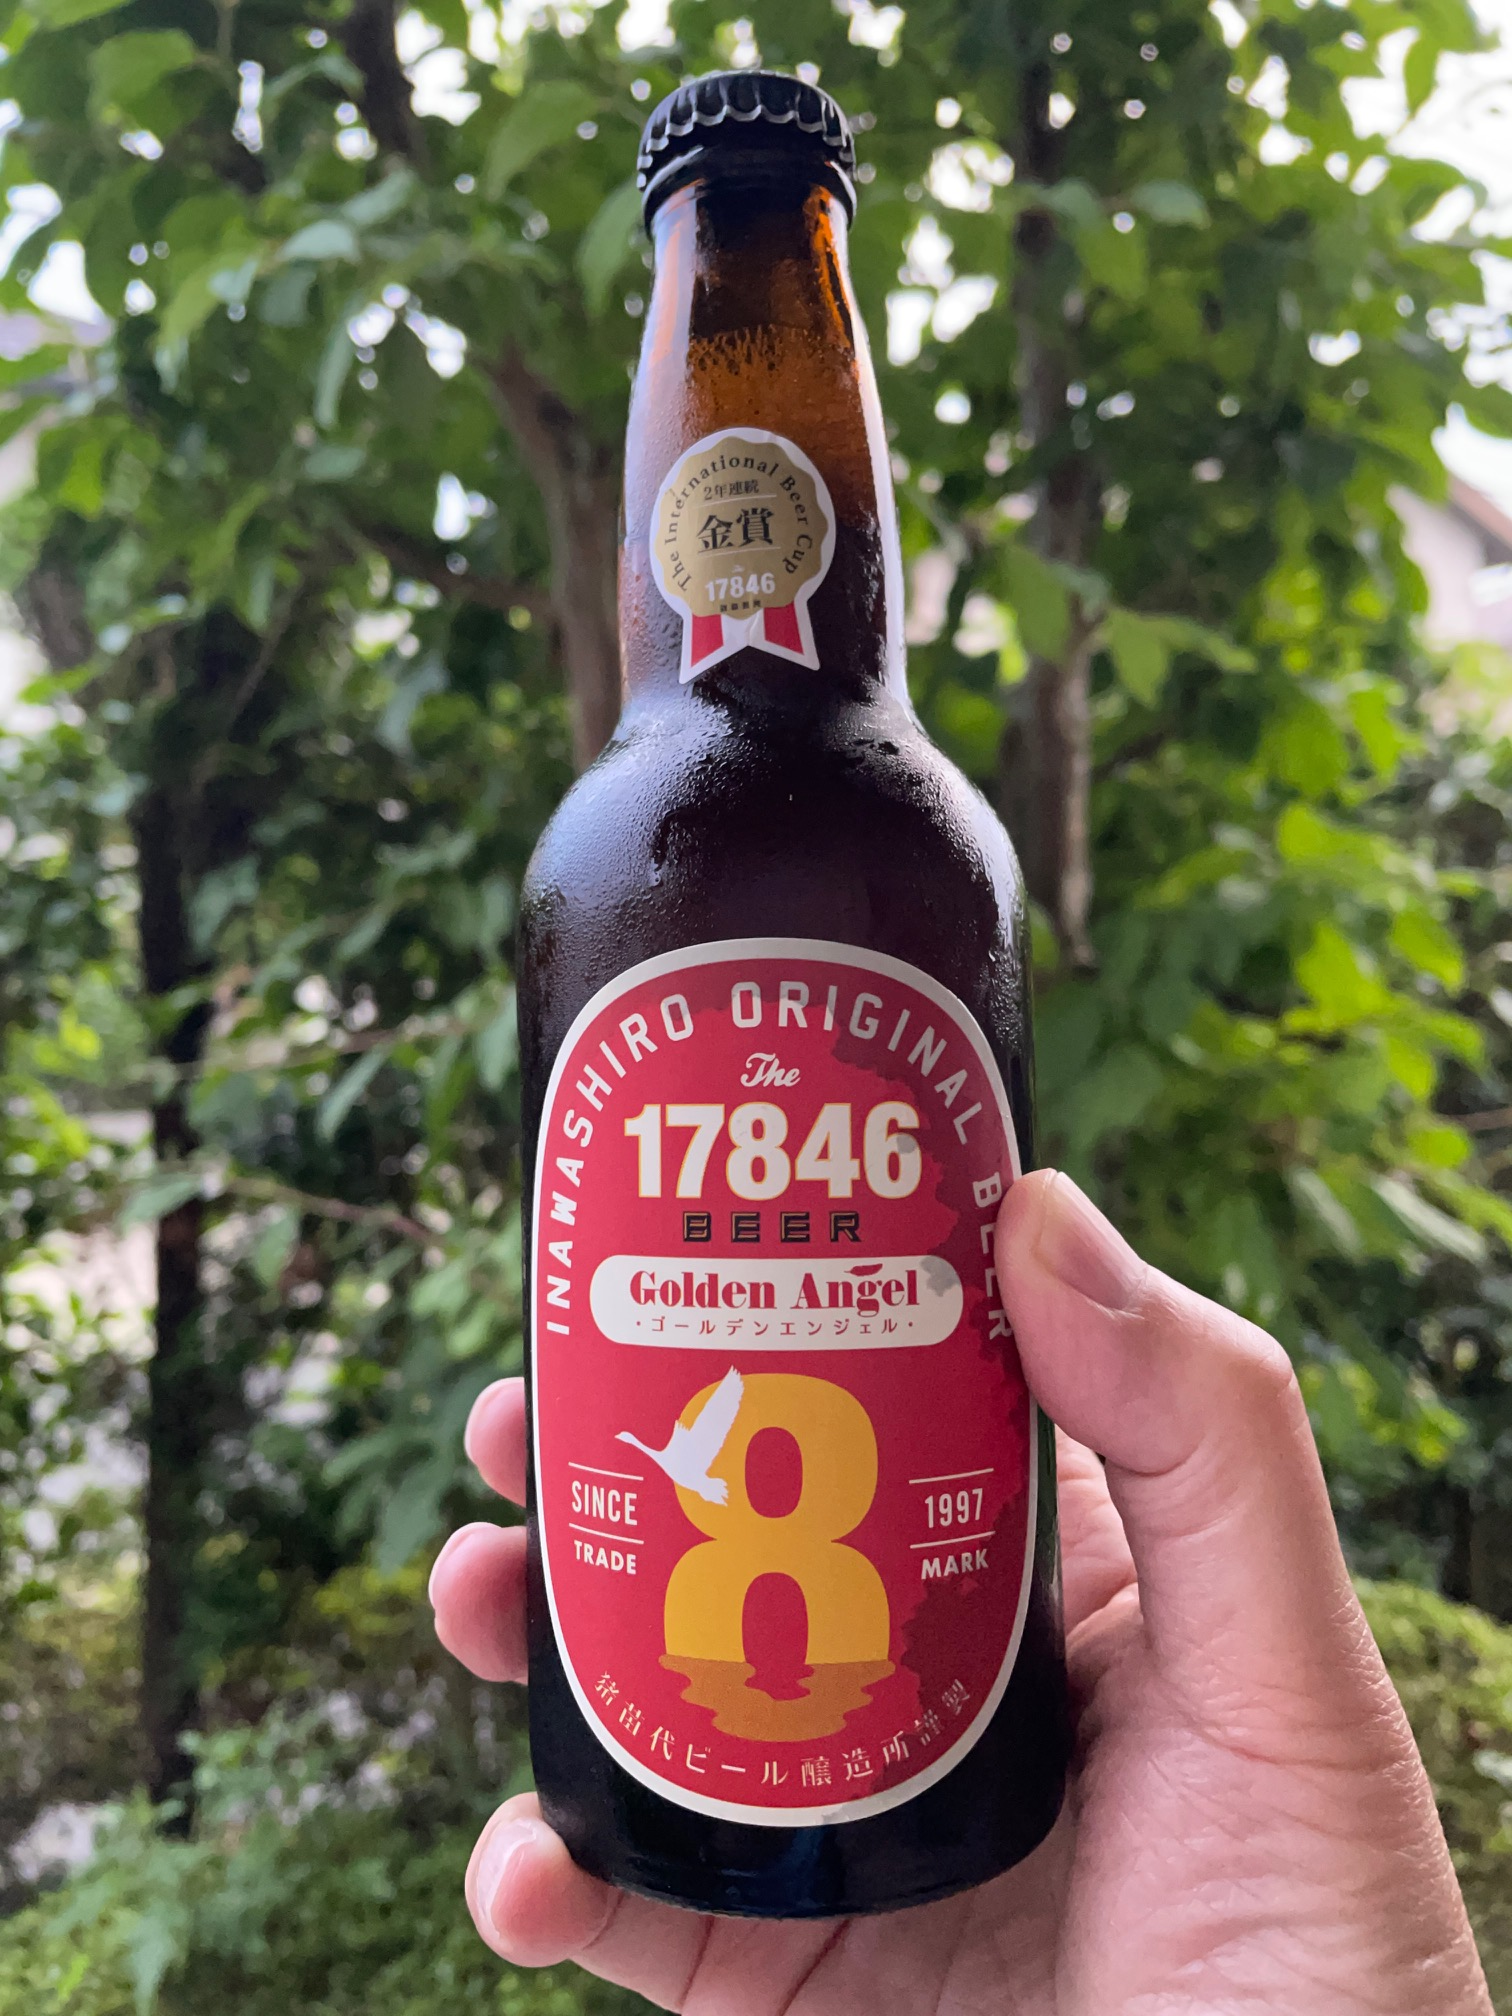 The International Beer Cup
2年連続
金賞
17846
INAWASHIRO ORIGINAL BEER
The
17846
BEER
Golden Angel
・ゴールデンエンジェル・
8
SINCE
1997
TRADE
MARK
猪苗代ビール醸造所謹製